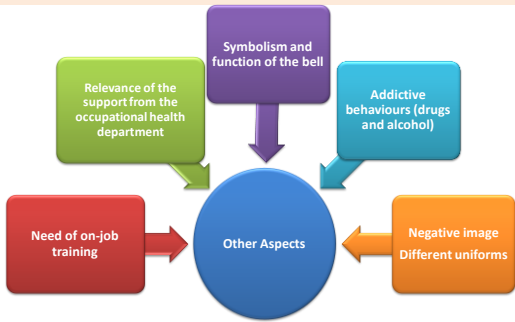 Symbolism and
function of the bell
Relevance of the
support from the
occupational health
department
Addictive
behaviours (drugs
and alcohol)
Need of on-job
training
Other Aspects
Negative image
Different uniforms